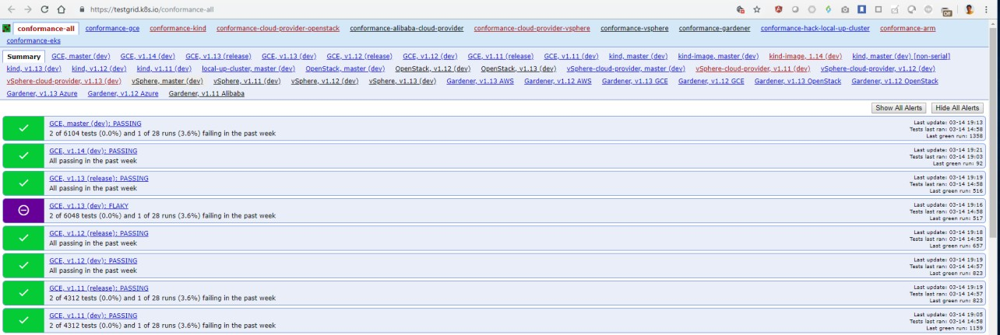 https://testgrid.k8s.io/conformance-all
Off
conformance-all conformance-gce conformance-kind conformance-cloud-provider-openstack conformance-alibaba-cloud-provider conformance-cloud-provider-vsphere conformance-vsphere conformance-gardener conformance-hack-local-up-cluster conformance-arm
conformance-eks
Summary GCE, master (dev) GCE, v1.14 (dev) GCE, v1.13 (release) GCE, v1.13 (dev) GCE, v1.12 (release) GCE, v1.12 (dev) GCE, v1.11 (release) GCE, v1.11 (dev) kind, master (dev) kind-image, master (dev) kind-image, 1.14 (dev) kind, master (dev) [non-serial]
kind, v1.13 (dev) kind, v1.12 (dev) kind, v1.11 (dev) local-up-cluster, master (dev) OpenStack, master (dev) OpenStack, v1.12 (dev) OpenStack, v1.13 (dev) vSphere-cloud-provider, master (dev) vSphere-cloud-provider, v1.11 (dev) vSphere-cloud-provider, v1.12 (dev)
vSphere-cloud-provider, v1.13 (dev) vSphere, master (dev) vSphere, v1.11 (dev) vSphere, v1.12 (dev) vSphere, v1.13 (dev) Gardener, v1.13 AWS Gardener, v1.12 AWS Gardener, v1.13 GCE Gardener, v1.12 GCE Gardener, v1.13 OpenStack Gardener, v1.12 OpenStack
Gardener, v1.13 Azure Gardener, v1.12 Azure Gardener, v1.11 Alibaba
Show All Alerts Hide All Alerts
GCE, master (dev): PASSING
2 of 6104 tests (0.0%) and 1 of 28 runs (3.6%) failing in the past week
Last update: 03-14 19:13
Tests last ran: 03-14 14:58
Last green run: 1358
GCE, v1.14 (dev): PASSING
All passing in the past week
Last update: 03-14 19:21
Tests last ran: 03-14 19:03
Last green run: 92
GCE, v1.13 (release): PASSING
All passing in the past week
Last update: 03-14 19:19
Tests last ran: 03-14 14:58
Last green run: 516
GCE, v1.13 (dev): FLAKY
2 of 6048 tests (0.0%) and 1 of 28 runs (3.6%) failing in the past week
Last update: 03-14 19:16
Tests last ran: 03-14 14:58
Last green run: 517
GCE, v1.12 (release): PASSING
All passing in the past week
Last update: 03-14 19:18
Tests last ran: 03-14 14:58
Last green run: 657
GCE, v1.12 (dev): PASSING
All passing in the past week
Last update: 03-14 19:19
Tests last ran: 03-14 14:57
Last green run: 823
GCE, v1.11 (release): PASSING
2 of 4312 tests (0.0%) and 1 of 28 runs (3.6%) failing in the past week
Last update: 03-14 19:19
Tests last ran: 03-14 14:57
Last green run: 823
GCE, v1.11 (dev): PASSING
2 of 4312 tests (0.0%) and 1 of 28 runs (3.6%) failing in the past week
Last update: 03-14 19:05
Tests last ran: 03-14 14:58
Last green run: 1159